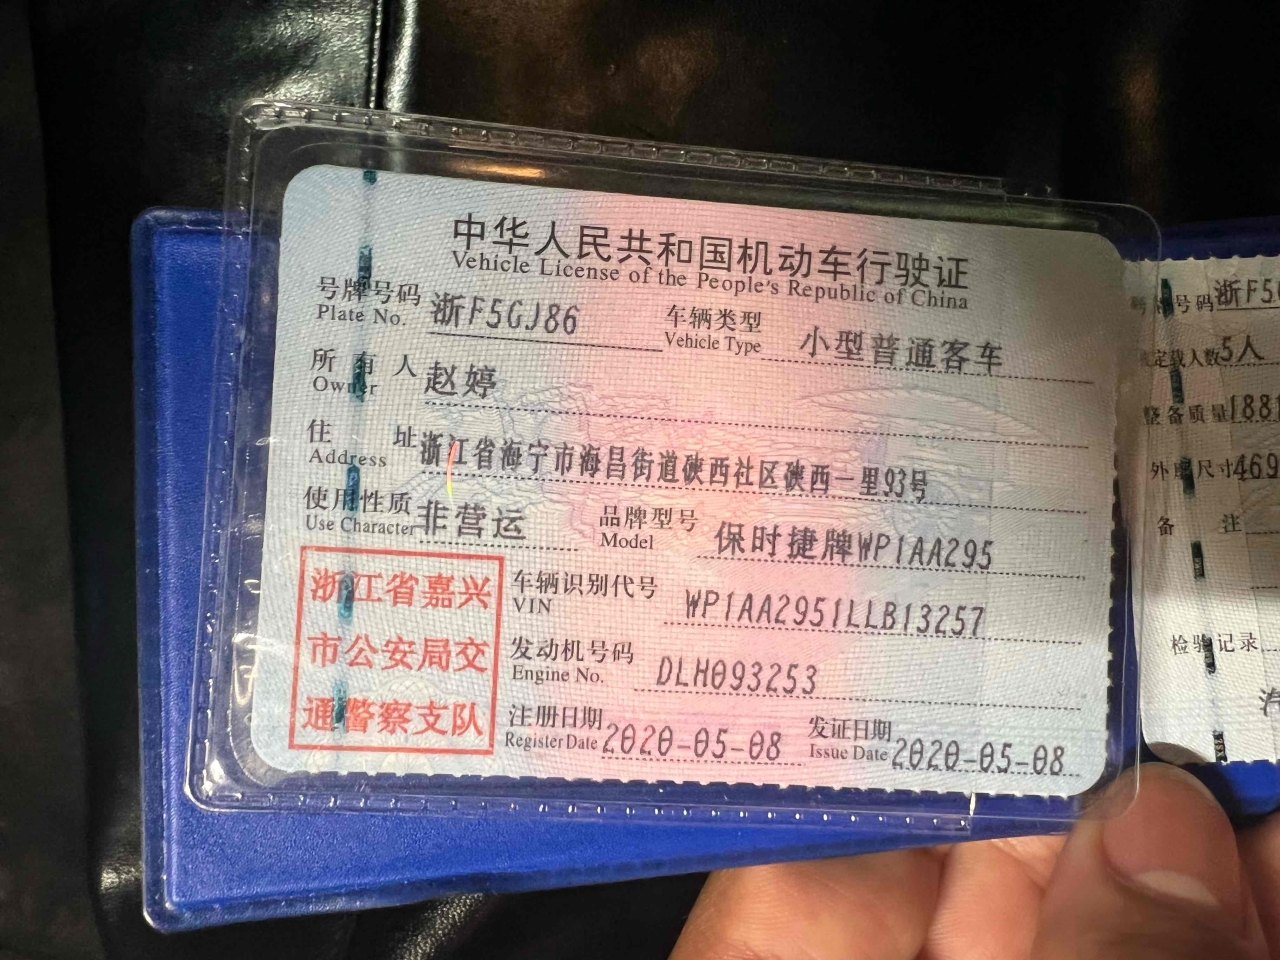 中华人民共和国机动车行驶证
Vehicle License of the People's Republic of China
号牌号码 浙F5GJ86 车辆类型 小型普通客车
Plate No. Vehicle Type
所有人 赵婷
Owner
住址 浙江省海宁市海昌街道硖西社区硖西一里93号
Address
使用性质 非营运 品牌型号 保时捷牌WP1AA295
Use Character Model
浙江省嘉兴
市公安局交
通警察支队
车辆识别代号 WP1AA2951LLB13257
VIN
发动机号码 DLH093253
Engine No.
注册日期 2020-05-08 发证日期 2020-05-08
Register Date Issue Date
号码 浙F5
定载人数 5人
整备质量 188
外廓尺寸 469
备注
检验记录